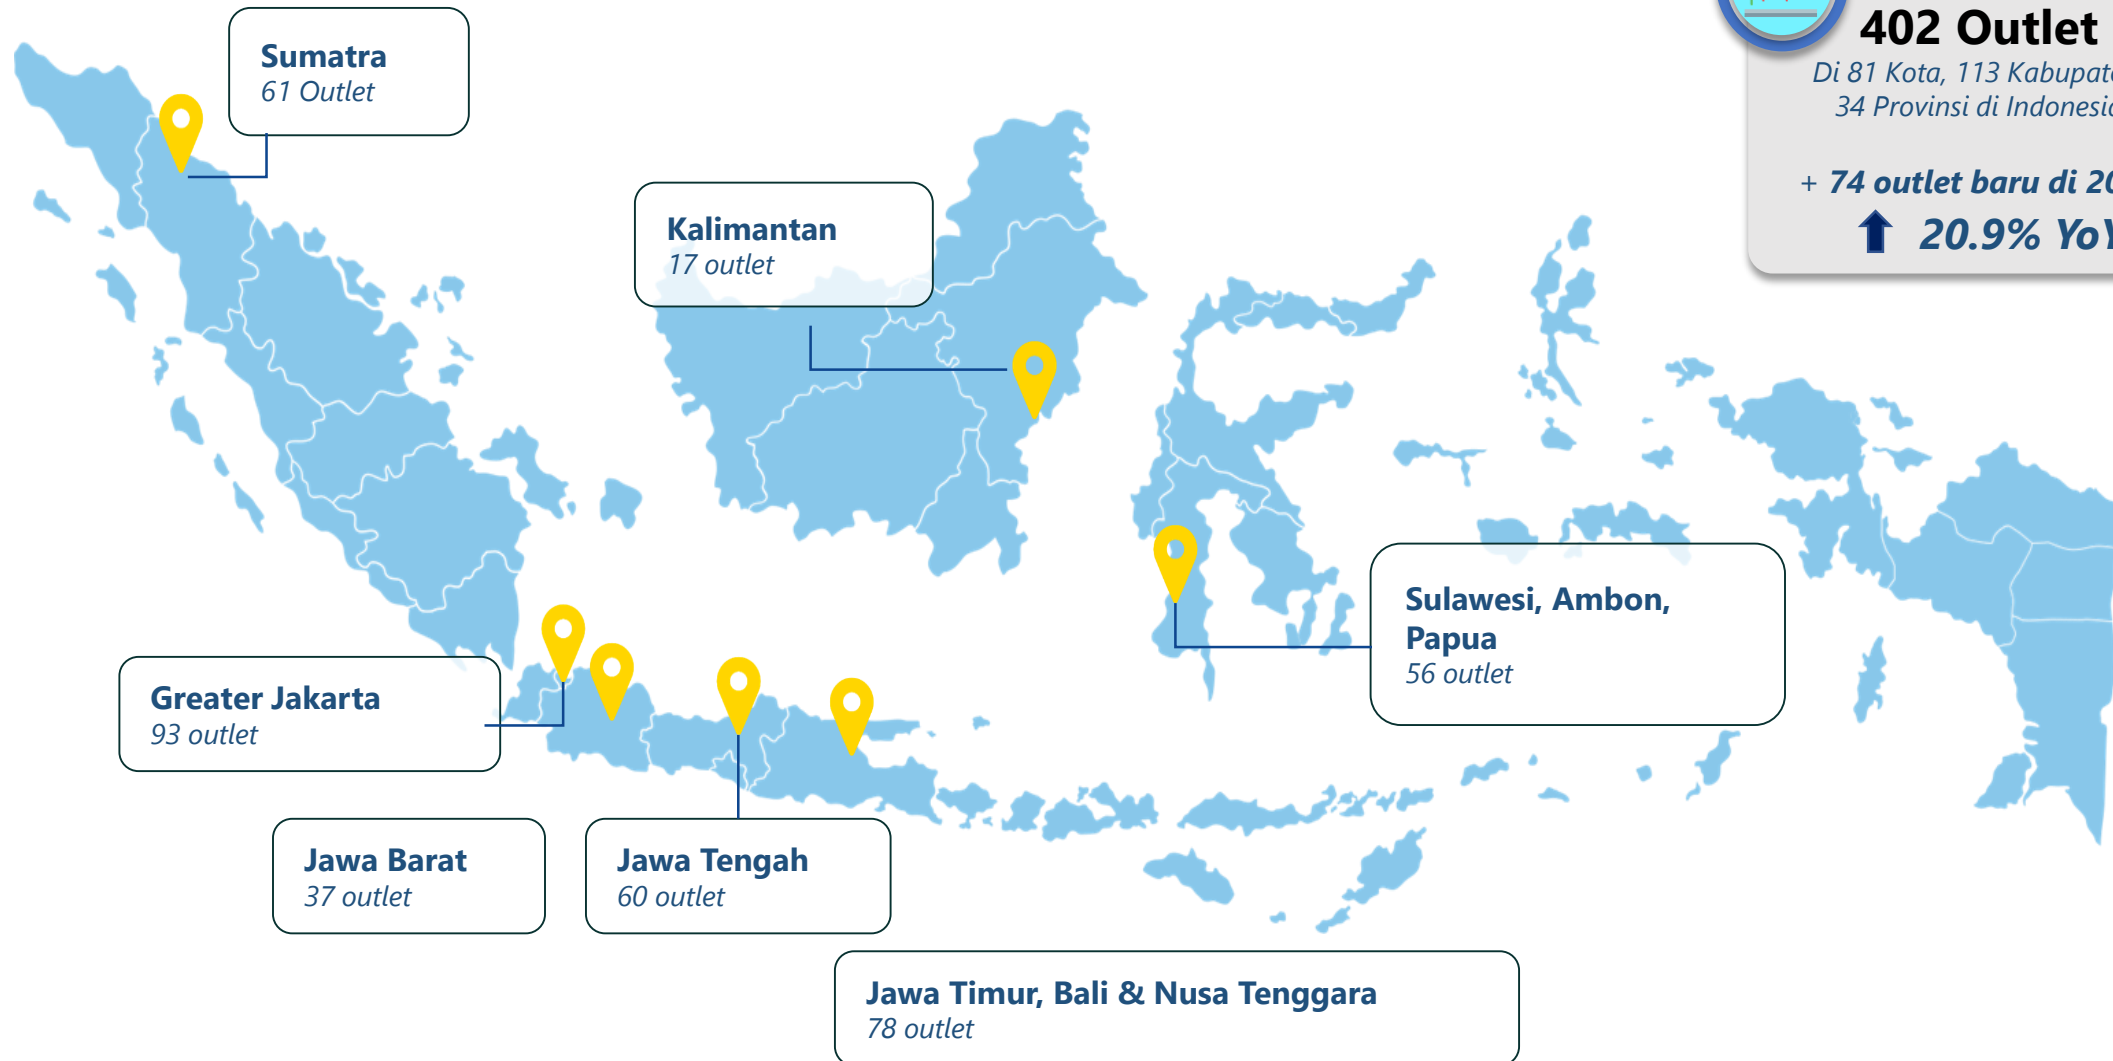 402 Outlet
Di 81 Kota, 113
34 Provinsi di
+ 74 outlet baru di
20.9% YoY
Sumatra
61 Outlet
Kalimantan
17 outlet
Sulawesi, Ambon,
Papua
56 outlet
Greater Jakarta
93 outlet
Jawa Barat
37 outlet
Jawa Tengah
60 outlet
Jawa Timur, Bali & Nusa Tenggara
78 outlet